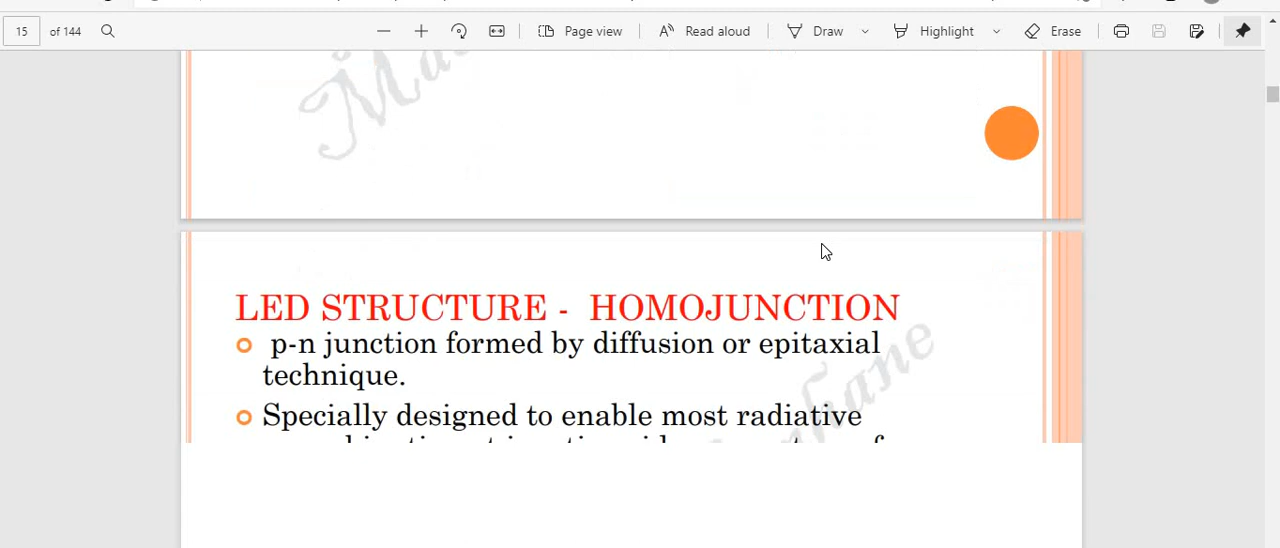 15 of 144 Page view Read aloud Draw Highlight Erase
LED STRUCTURE - HOMOJUNCTION
p-n junction formed by diffusion or epitaxial
technique.
Specially designed to enable most radiative